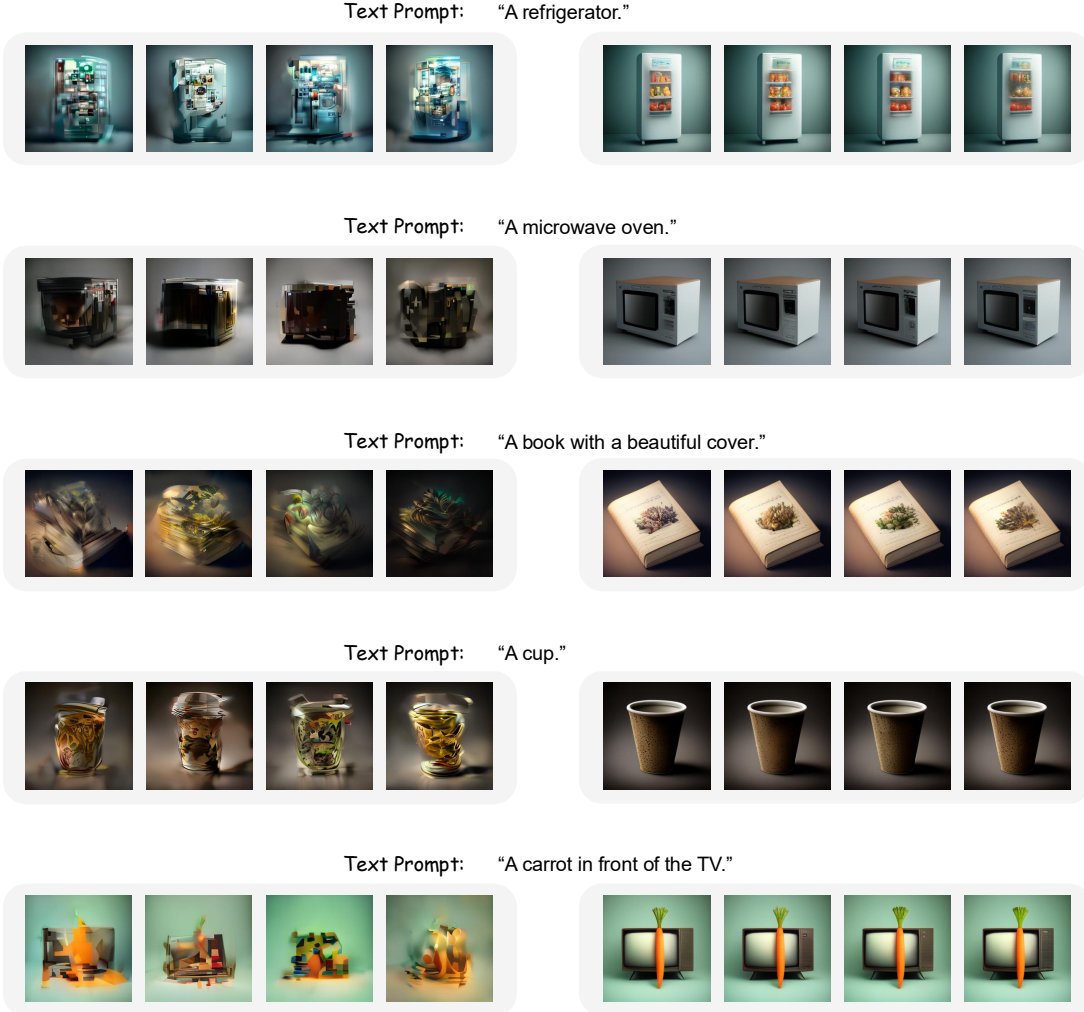 Text Prompt: “A refrigerator.”
Text Prompt: “A microwave oven.”
Text Prompt: “A book with a beautiful cover.”
Text Prompt: “A cup.”
Text Prompt: “A carrot in front of the TV.”